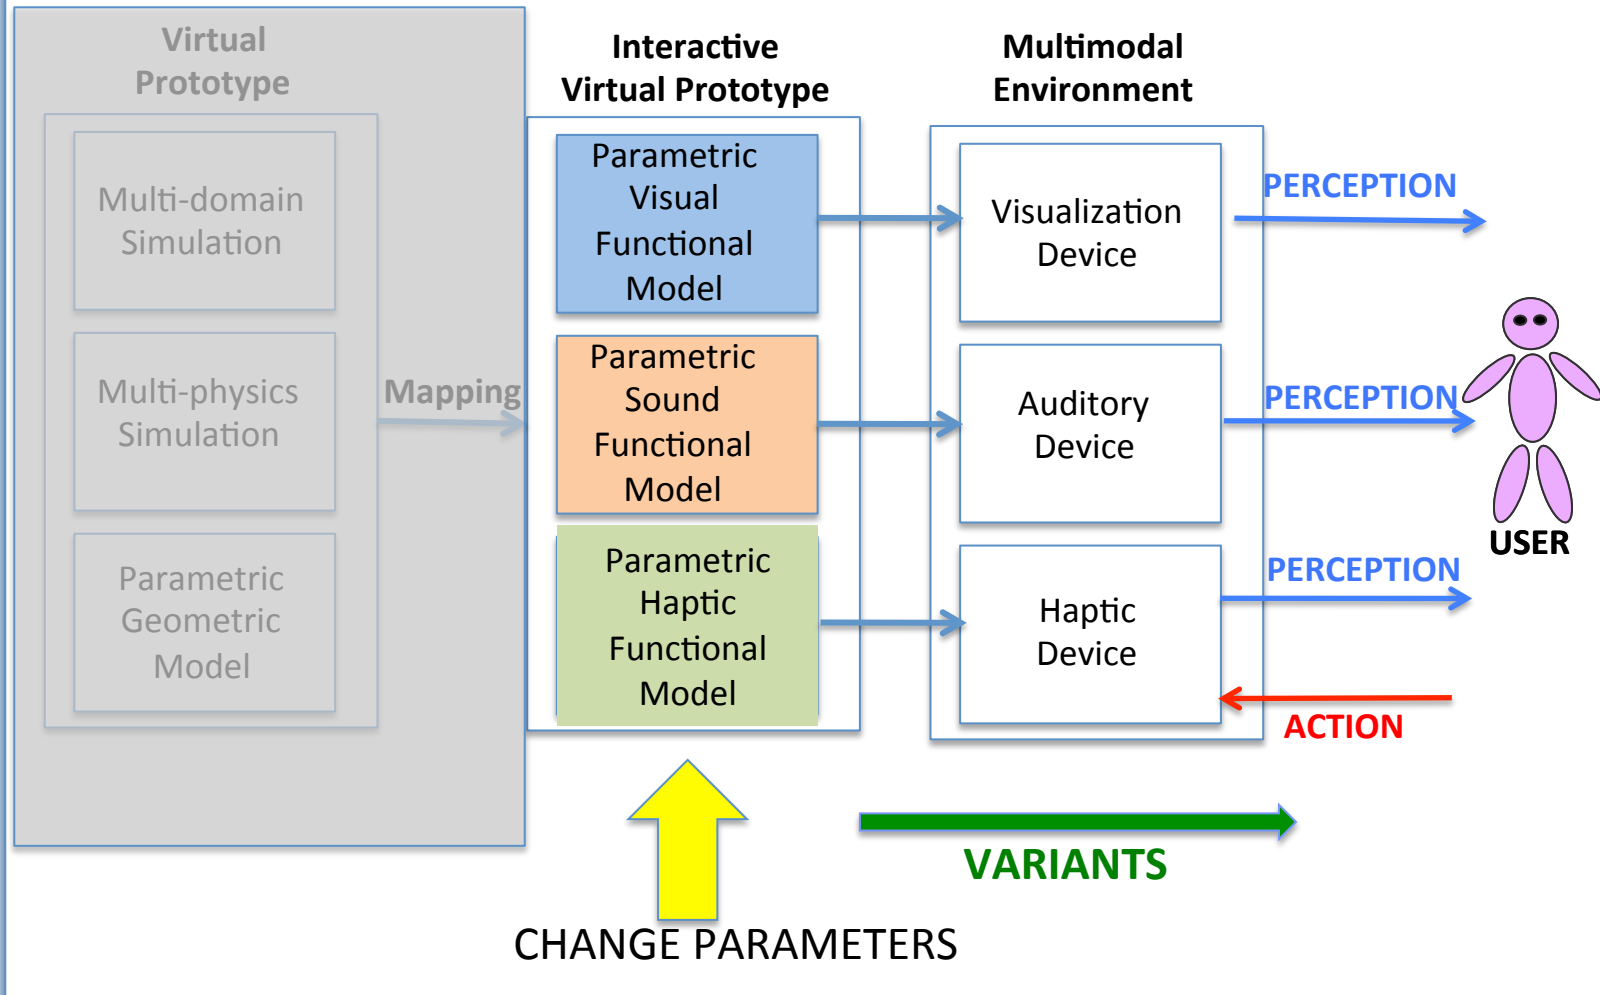 Virtual
Prototype
Multi-domain
Simulation
Multi-physics
Simulation
Parametric
Geometric
Model
Mapping
Interactive
Virtual Prototype
Parametric
Visual
Functional
Model
Parametric
Sound
Functional
Model
Parametric
Haptic
Functional
Model
Multimodal
Environment
Visualization
Device
Auditory
Device
Haptic
Device
PERCEPTION
PERCEPTION
PERCEPTION
ACTION
USER
VARIANTS
CHANGE PARAMETERS